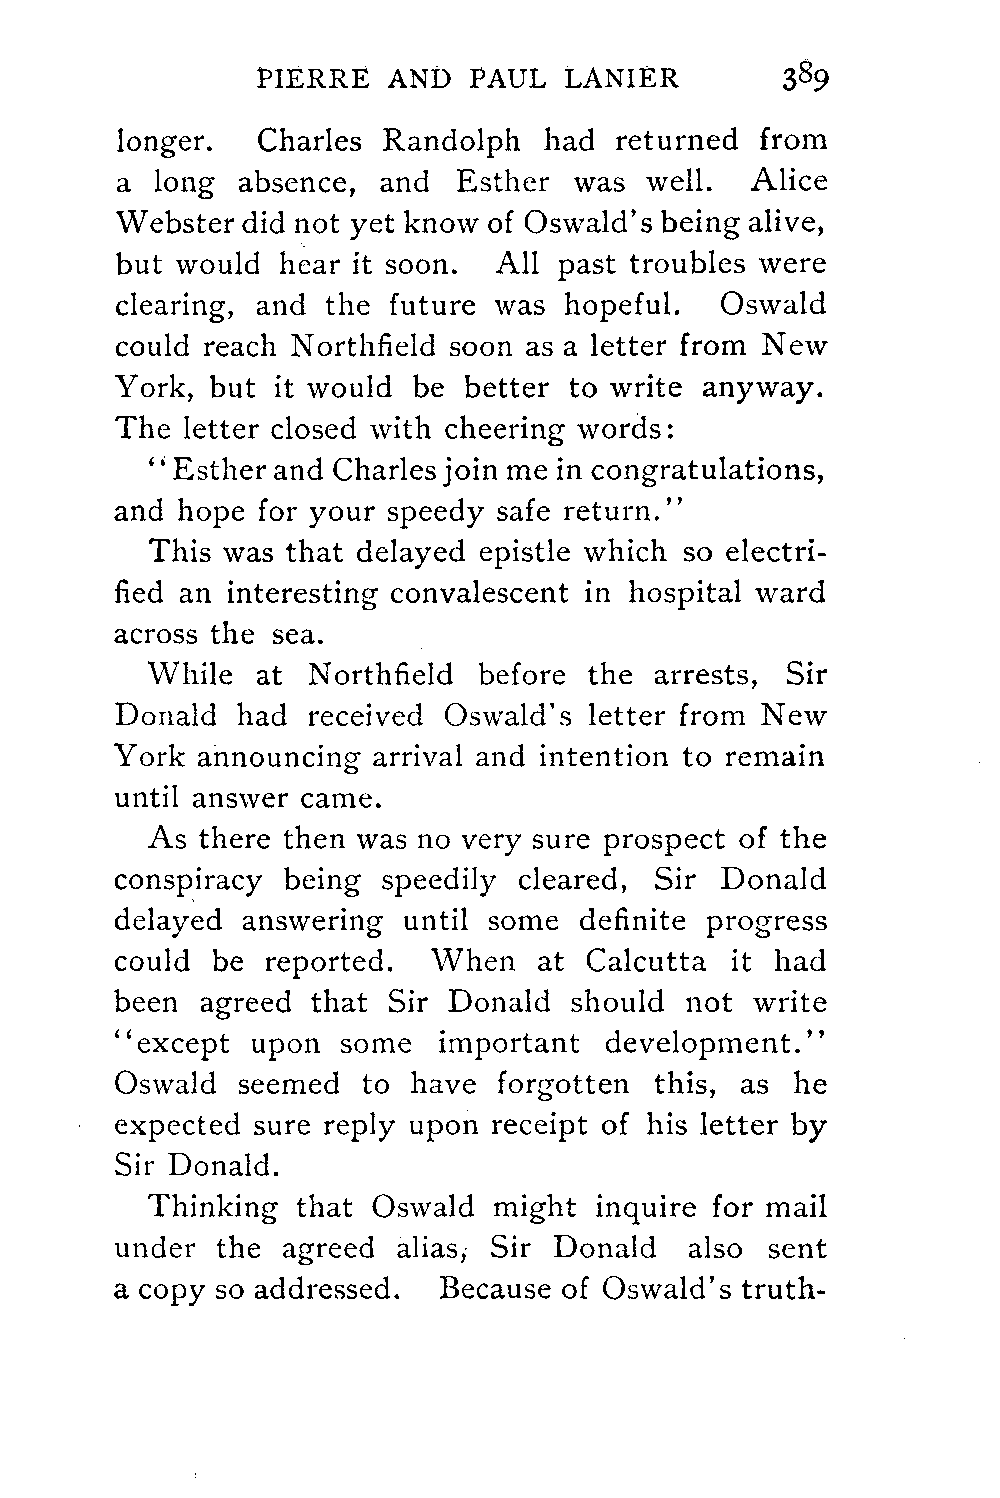 PIERRE AND PAUL LANIER 389
longer. Charles Randolph had returned from
a long absence, and Esther was well. Alice
Webster did not yet know of Oswald's being alive,
but would hear it soon. All past troubles were
clearing, and the future was hopeful. Oswald
could reach Northfield soon as a letter from New
York, but it would be better to write anyway.
The letter closed with cheering words:
"Esther and Charles join me in congratulations,
and hope for your speedy safe return."
This was that delayed epistle which so electri-
fied an interesting convalescent in hospital ward
across the sea.
While at Northfield before the arrests, Sir
Donald had received Oswald's letter from New
York announcing arrival and intention to remain
until answer came.
As there then was no very sure prospect of the
conspiracy being speedily cleared, Sir Donald
delayed answering until some definite progress
could be reported. When at Calcutta it had
been agreed that Sir Donald should not write
"except upon some important development."
Oswald seemed to have forgotten this, as he
expected sure reply upon receipt of his letter by
Sir Donald.
Thinking that Oswald might inquire for mail
under the agreed alias, Sir Donald also sent
a copy so addressed. Because of Oswald's truth-